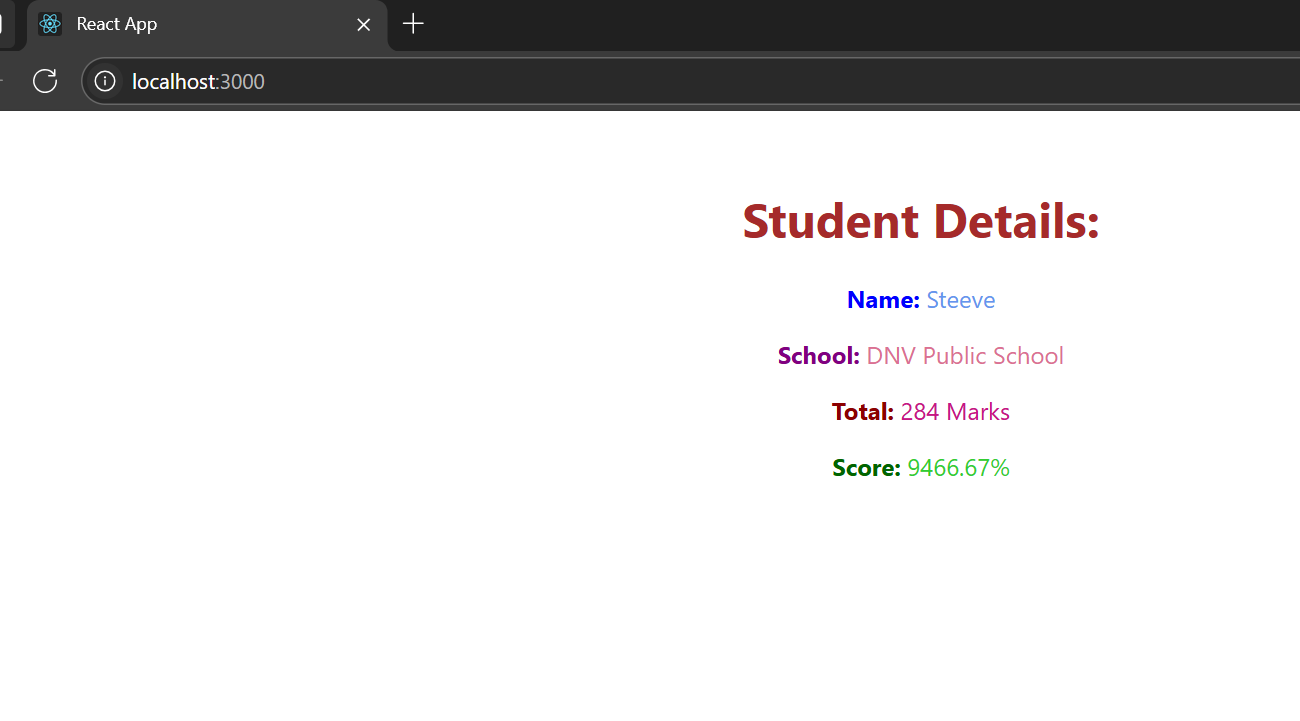 React App
localhost:3000
Student Details:
Name: Steeve
School: DNV Public School
Total: 284 Marks
Score: 9466.67%